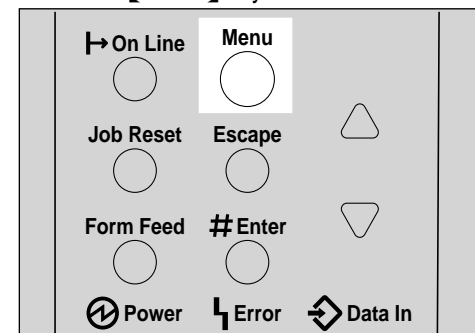 On Line Menu
Job Reset Escape
Form Feed # Enter
Power Error Data In